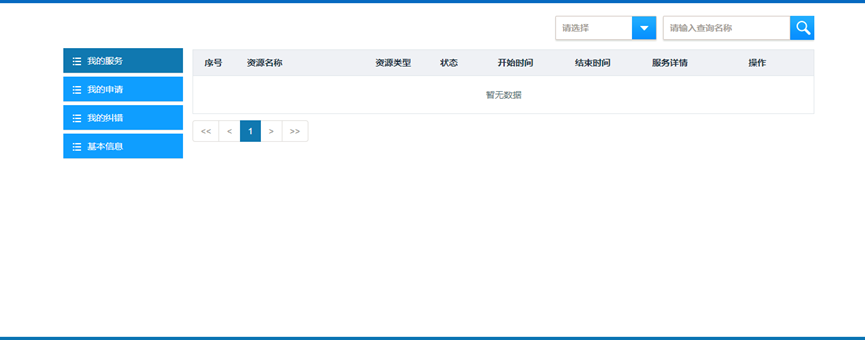 请选择 请输入查询名称
我的服务
我的申请
我的纠错
基本信息
序号 资源名称 资源类型 状态 开始时间 结束时间 服务详情 操作
暂无数据
<< < 1 > >>